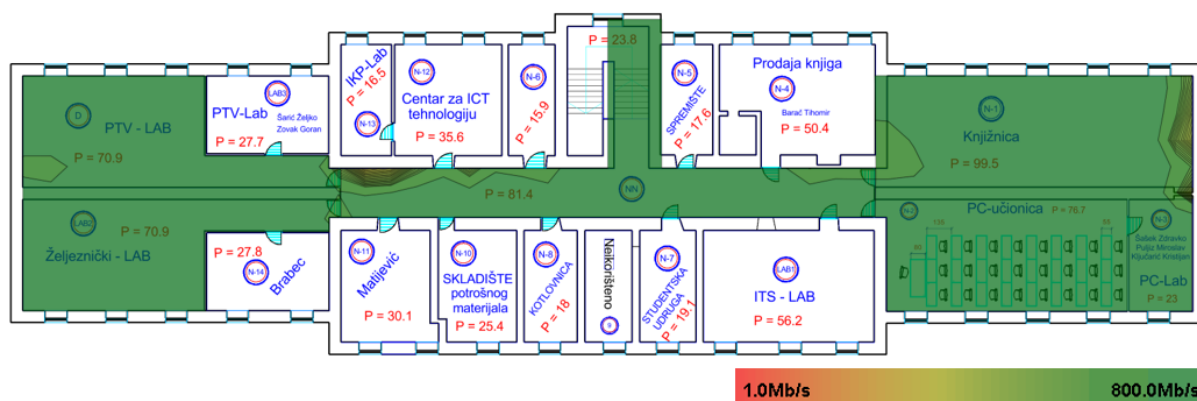 P = 23.8
IKP-Lab
P = 16.5
N-13
N-12
Centar za ICT
tehnologiju
P = 35.6
N-6
P = 15.9
N-5
SPREMIŠTE
P = 17.6
Prodaja knjiga
N-4
Barać Tihomir
P = 50.4
D
PTV - LAB
P = 70.9
LAB3
PTV-Lab
Šarić Željko
Zovak Goran
P = 27.7
N-1
Knjižnica
P = 99.5
P = 81.4
NN
LAB2
P = 70.9
Željeznički - LAB
P = 27.8
N-14
Brabec
N-11
Matijević
P = 30.1
N-10
SKLADIŠTE
potrošnog
materijala
P = 25.4
N-8
KOTLOVNICA
P = 18
Neikorišteno
9
N-7
STUDENTSKA
UDRUGA
P = 19.1
LAB1
ITS - LAB
P = 56.2
N-2
PC-učionica
P = 76.7
135
55
80
N-3
Šašek Zdravko
Puljiz Miroslav
Ključarić Kristijan
PC-Lab
P = 23
1.0Mb/s
800.0Mb/s